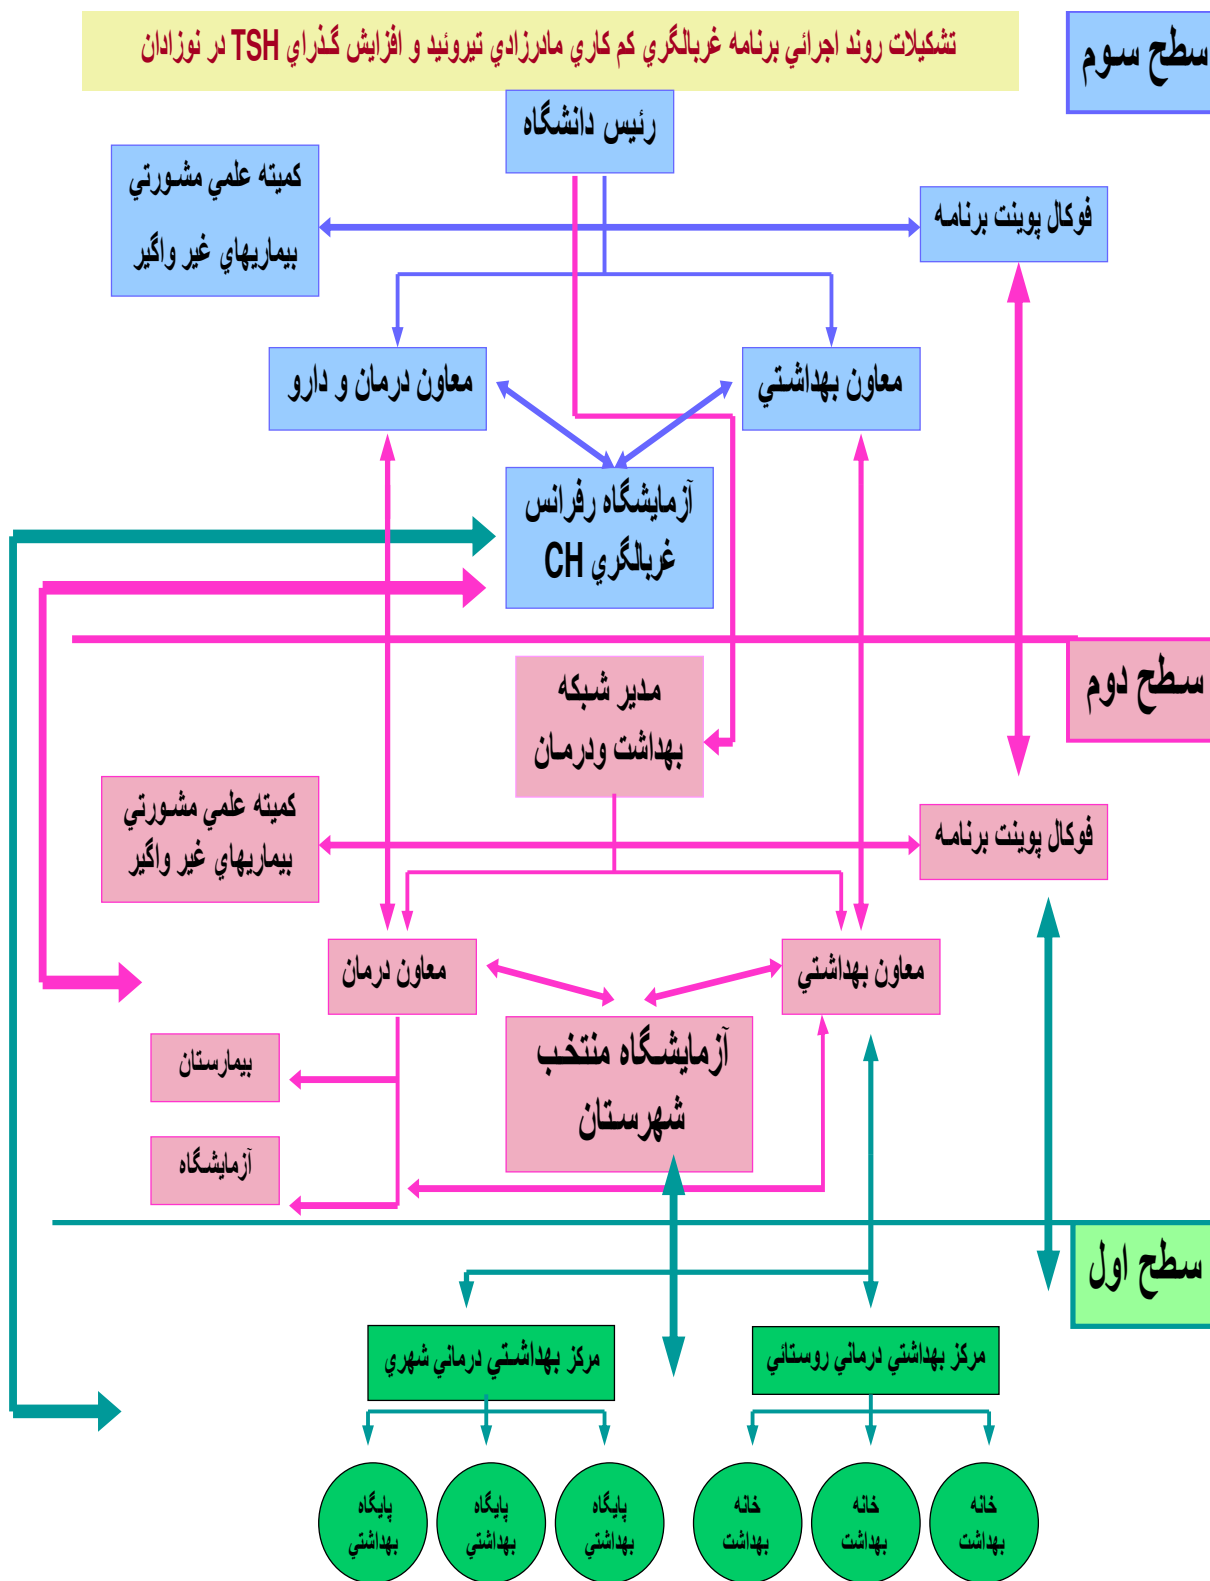 تشكيلات روند اجرائي برنامه غربالگري كم كاري مادرزادي تيروئيد و افزايش گذراي TSH در نوزادان
سطح سوم
رئيس دانشگاه
فوكال پوينت برنامه
كميته علمي مشورتي
بيماريهاي غير واگير
معاون بهداشتي
معاون درمان و دارو
آزمايشگاه رفرانس
غربالگري CH
سطح دوم
مدير شبكه
بهداشت ودرمان
فوكال پوينت برنامه
كميته علمي مشورتي
بيماريهاي غير واگير
معاون بهداشتي
معاون درمان
آزمايشگاه منتخب
شهرستان
بيمارستان
آزمايشگاه
سطح اول
مركز بهداشتي درماني روستائي
مركز بهداشتي درماني شهري
خانه
بهداشت
خانه
بهداشت
خانه
بهداشت
پايگاه
بهداشتي
پايگاه
بهداشتي
پايگاه
بهداشتي